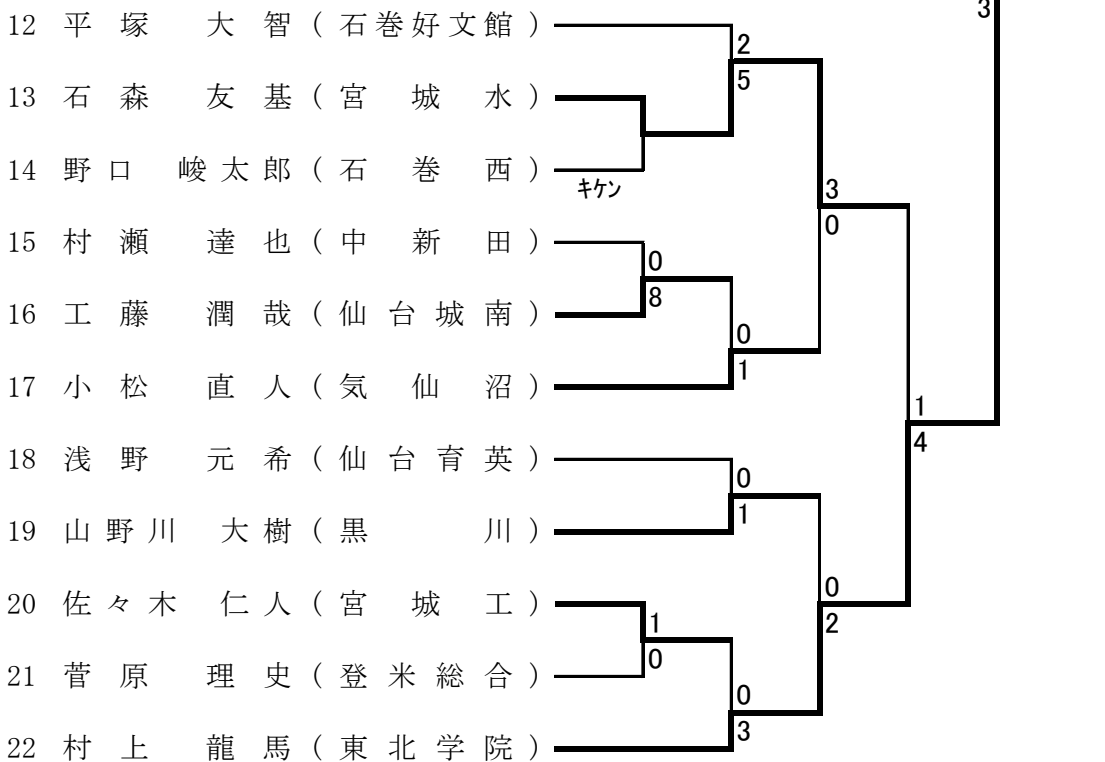 3
12 平塚 大智（石巻好文館）
2
5
13 石森 友基（宮城水）
14 野口 峻太郎（石巻西）
キケン
3
0
15 村瀬 達也（中新田）
0
8
16 工藤 潤哉（仙台城南）
0
1
17 小松 直人（気仙沼）
1
4
18 浅野 元希（仙台育英）
0
1
19 山野川 大樹（黒川）
20 佐々木 仁人（宮城工）
0
2
1
0
21 菅原 理史（登米総合）
0
3
22 村上 龍馬（東北学院）